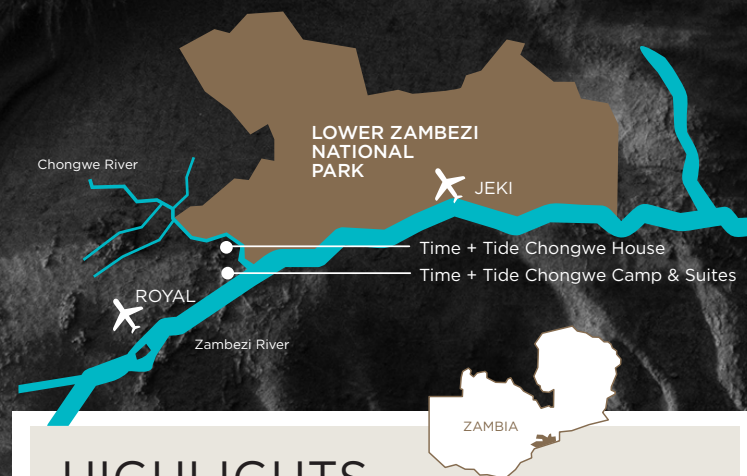 LOWER ZAMBEZI
NATIONAL
PARK
Chongwe River
JEKI
Time + Tide Chongwe House
Time + Tide Chongwe Camp & Suites
ROYAL
Zambezi River
ZAMBIA
HIGHLIGHTS